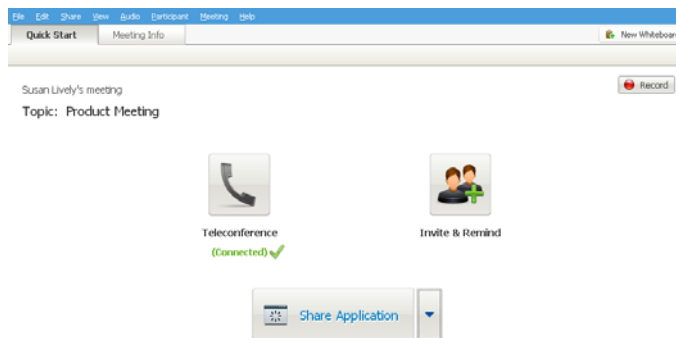 File Edit Share View Audio Participant Meeting Help
Quick Start Meeting Info New Whiteboar
Susan Lively's meeting Record
Topic: Product Meeting
Teleconference Invite & Remind
(Connected)
Share Application